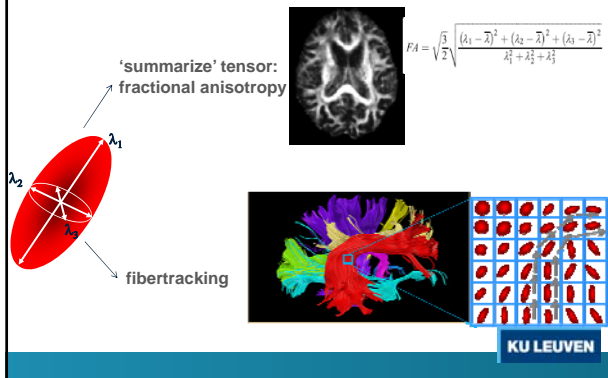 ‘summarize’ tensor:
fractional anisotropy
FA = √(3/2) √(((λ₁ − λ̄)² + (λ₂ − λ̄)² + (λ₃ − λ̄)²) / (λ₁² + λ₂² + λ₃²))
λ₁
λ₂
λ₃
fibertracking
KU LEUVEN